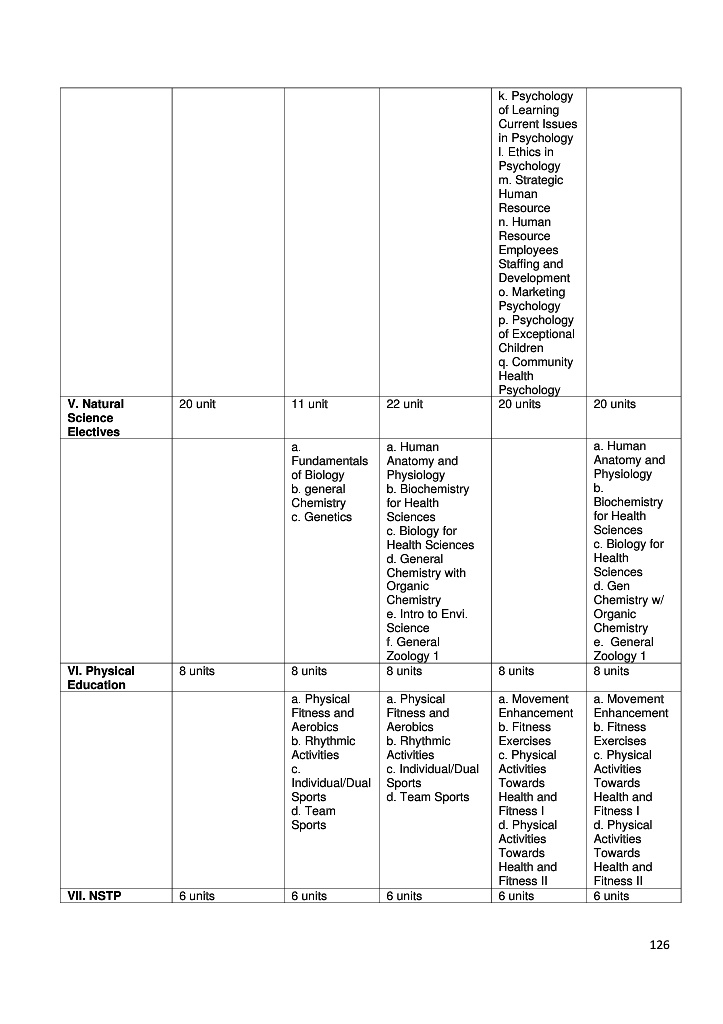 k. Psychology
of Learning
Current Issues
in Psychology
l. Ethics in
Psychology
m. Strategic
Human
Resource
n. Human
Resource
Employees
Staffing and
Development
o. Marketing
Psychology
p. Psychology
of Exceptional
Children
q. Community
Health
Psychology
V. Natural
Science
Electives
20 unit
11 unit
22 unit
20 units
20 units
a.
Fundamentals
of Biology
b. general
Chemistry
c. Genetics
a. Human
Anatomy and
Physiology
b. Biochemistry
for Health
Sciences
c. Biology for
Health Sciences
d. General
Chemistry with
Organic
Chemistry
e. Intro to Envi.
Science
f. General
Zoology 1
a. Human
Anatomy and
Physiology
b.
Biochemistry
for Health
Sciences
c. Biology for
Health
Sciences
d. Gen
Chemistry w/
Organic
Chemistry
e. General
Zoology 1
VI. Physical
Education
8 units
8 units
8 units
8 units
8 units
a. Physical
Fitness and
Aerobics
b. Rhythmic
Activities
c.
Individual/Dual
Sports
d. Team
Sports
a. Physical
Fitness and
Aerobics
b. Rhythmic
Activities
c. Individual/Dual
Sports
d. Team Sports
a. Movement
Enhancement
b. Fitness
Exercises
c. Physical
Activities
Towards
Health and
Fitness I
d. Physical
Activities
Towards
Health and
Fitness II
a. Movement
Enhancement
b. Fitness
Exercises
c. Physical
Activities
Towards
Health and
Fitness I
d. Physical
Activities
Towards
Health and
Fitness II
VII. NSTP
6 units
6 units
6 units
6 units
6 units
126